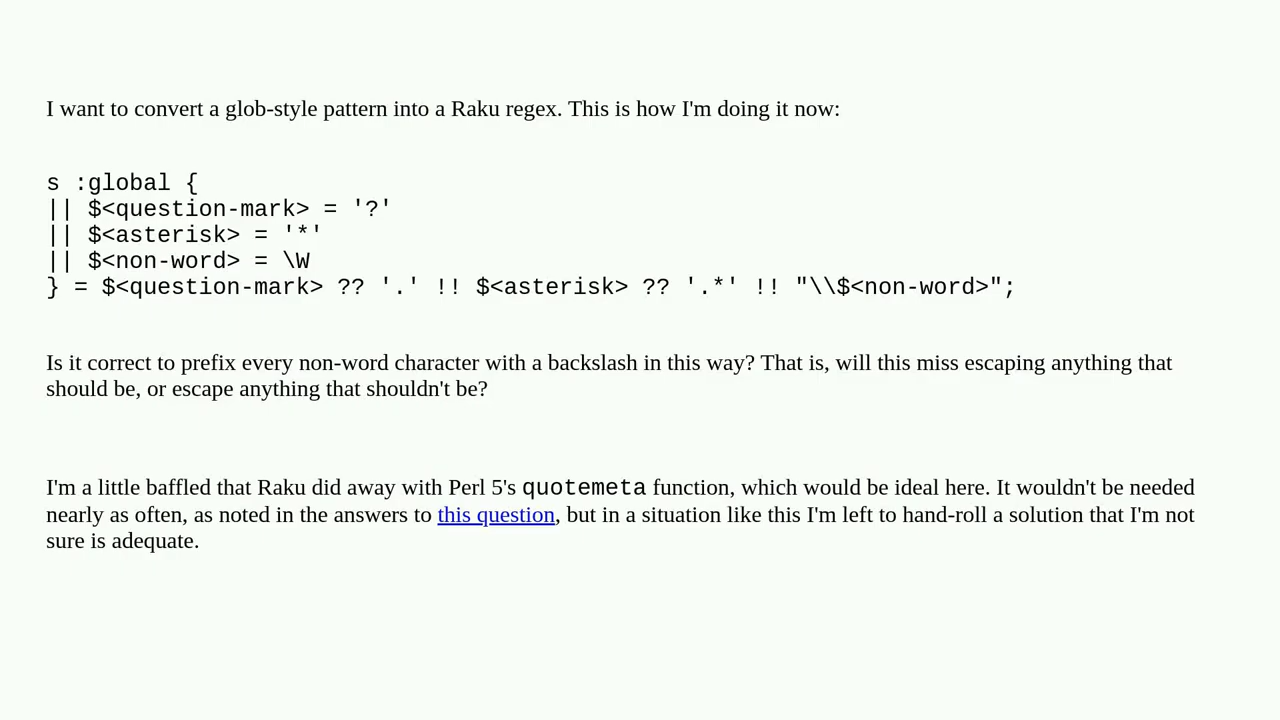 I want to convert a glob-style pattern into a Raku regex. This is how I'm doing it now:
s :global {
|| $<question-mark> = '?'
|| $<asterisk> = '*'
|| $<non-word> = \W
} = $<question-mark> ?? '.' !! $<asterisk> ?? '.*' !! "\\$<non-word>";
Is it correct to prefix every non-word character with a backslash in this way? That is, will this miss escaping anything that
should be, or escape anything that shouldn't be?
I'm a little baffled that Raku did away with Perl 5's quotemeta function, which would be ideal here. It wouldn't be needed
nearly as often, as noted in the answers to this question, but in a situation like this I'm left to hand-roll a solution that I'm not
sure is adequate.